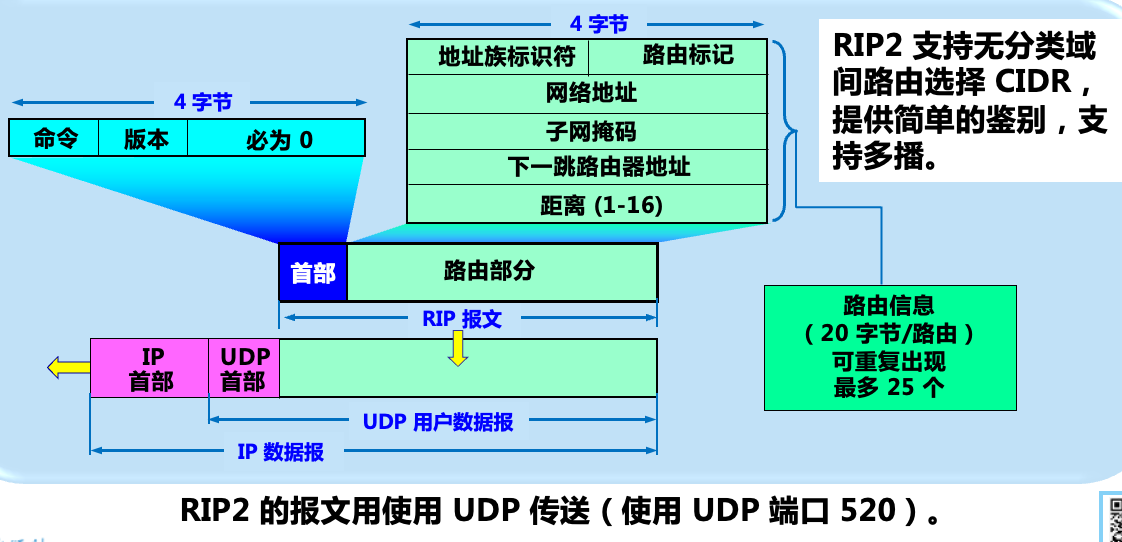 4 字节
地址族标识符 路由标记
网络地址
子网掩码
下一跳路由器地址
距离 (1-16)
RIP2 支持无分类域
间路由选择 CIDR，
提供简单的鉴别，支
持多播。
4 字节
命令 版本 必为 0
首部 路由部分
RIP 报文
路由信息
（20 字节/路由）
可重复出现
最多 25 个
IP
首部
UDP
首部
UDP 用户数据报
IP 数据报
RIP2 的报文用使用 UDP 传送（使用 UDP 端口 520）。